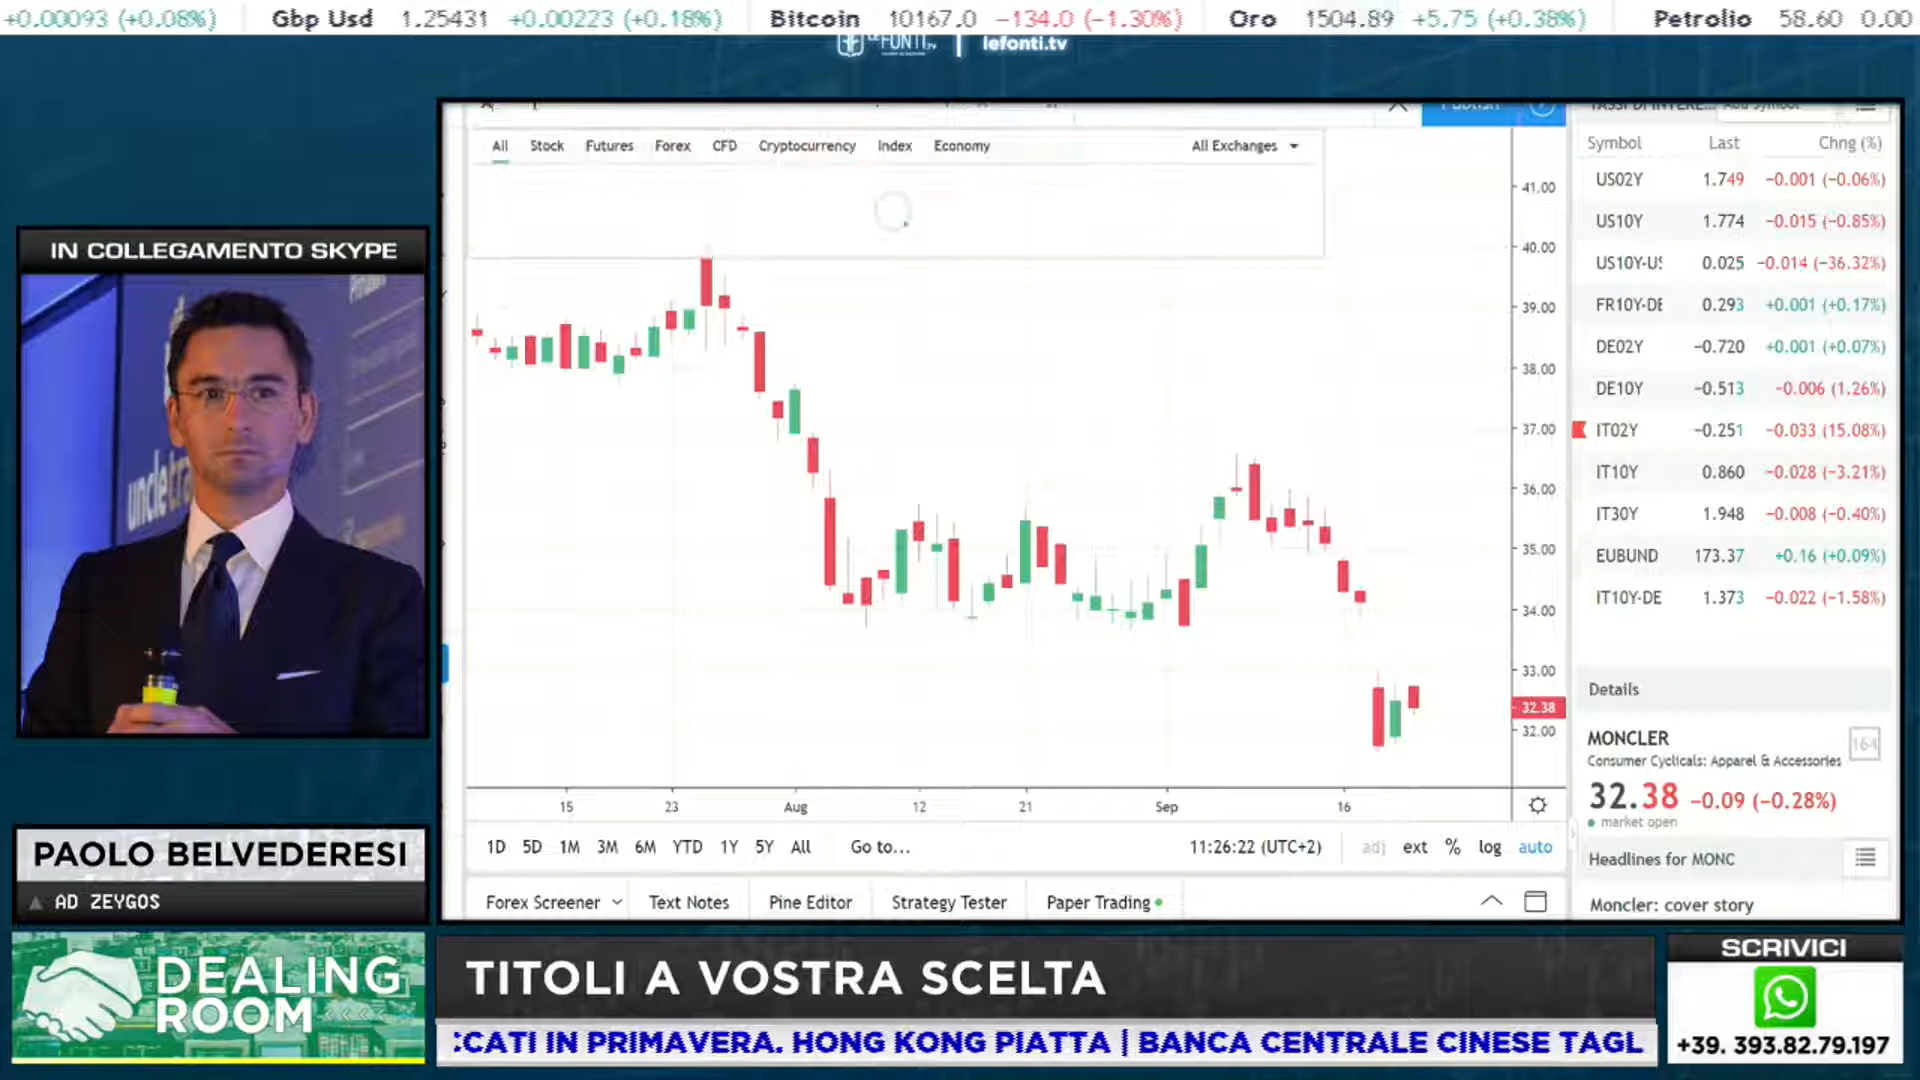 +0.00093 (+0.08%) Gbp Usd 1.25431 +0.00223 (+0.18%) Bitcoin 10167.0 −134.0 (−1.30%) Oro 1504.89 +5.75 (+0.38%) Petrolio 58.60 0.00
LE FONTI.TV | lefonti.tv
IN COLLEGAMENTO SKYPE
PAOLO BELVEDERESI
AD ZEYGOS
DEALING
ROOM
Publish
All Stock Futures Forex CFD Cryptocurrency Index Economy All Exchanges
41.00
40.00
39.00
38.00
37.00
36.00
35.00
34.00
33.00
32.38
32.00
15 23 Aug 12 21 Sep 16
1D 5D 1M 3M 6M YTD 1Y 5Y All Go to... 11:26:22 (UTC+2) adj ext % log auto
Forex Screener Text Notes Pine Editor Strategy Tester Paper Trading
TASSI DI INTERE... Add Symbol
Symbol Last Chng (%)
US02Y 1.749 −0.001 (−0.06%)
US10Y 1.774 −0.015 (−0.85%)
US10Y-US 0.025 −0.014 (−36.32%)
FR10Y-DE 0.293 +0.001 (+0.17%)
DE02Y −0.720 +0.001 (+0.07%)
DE10Y −0.513 −0.006 (1.26%)
IT02Y −0.251 −0.033 (15.08%)
IT10Y 0.860 −0.028 (−3.21%)
IT30Y 1.948 −0.008 (−0.40%)
EUBUND 173.37 +0.16 (+0.09%)
IT10Y-DE 1.373 −0.022 (−1.58%)
Details
MONCLER
164
Consumer Cyclicals: Apparel & Accessories
32.38 −0.09 (−0.28%)
market open
Headlines for MONC
Moncler: cover story
TITOLI A VOSTRA SCELTA
CATI IN PRIMAVERA. HONG KONG PIATTA | BANCA CENTRALE CINESE TAGL
SCRIVICI
+39. 393.82.79.197